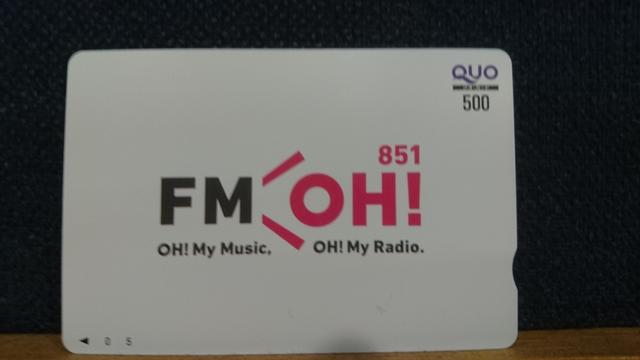 QUO
500
851
FM OH!
OH! My Music, OH! My Radio.
◀ 0 5